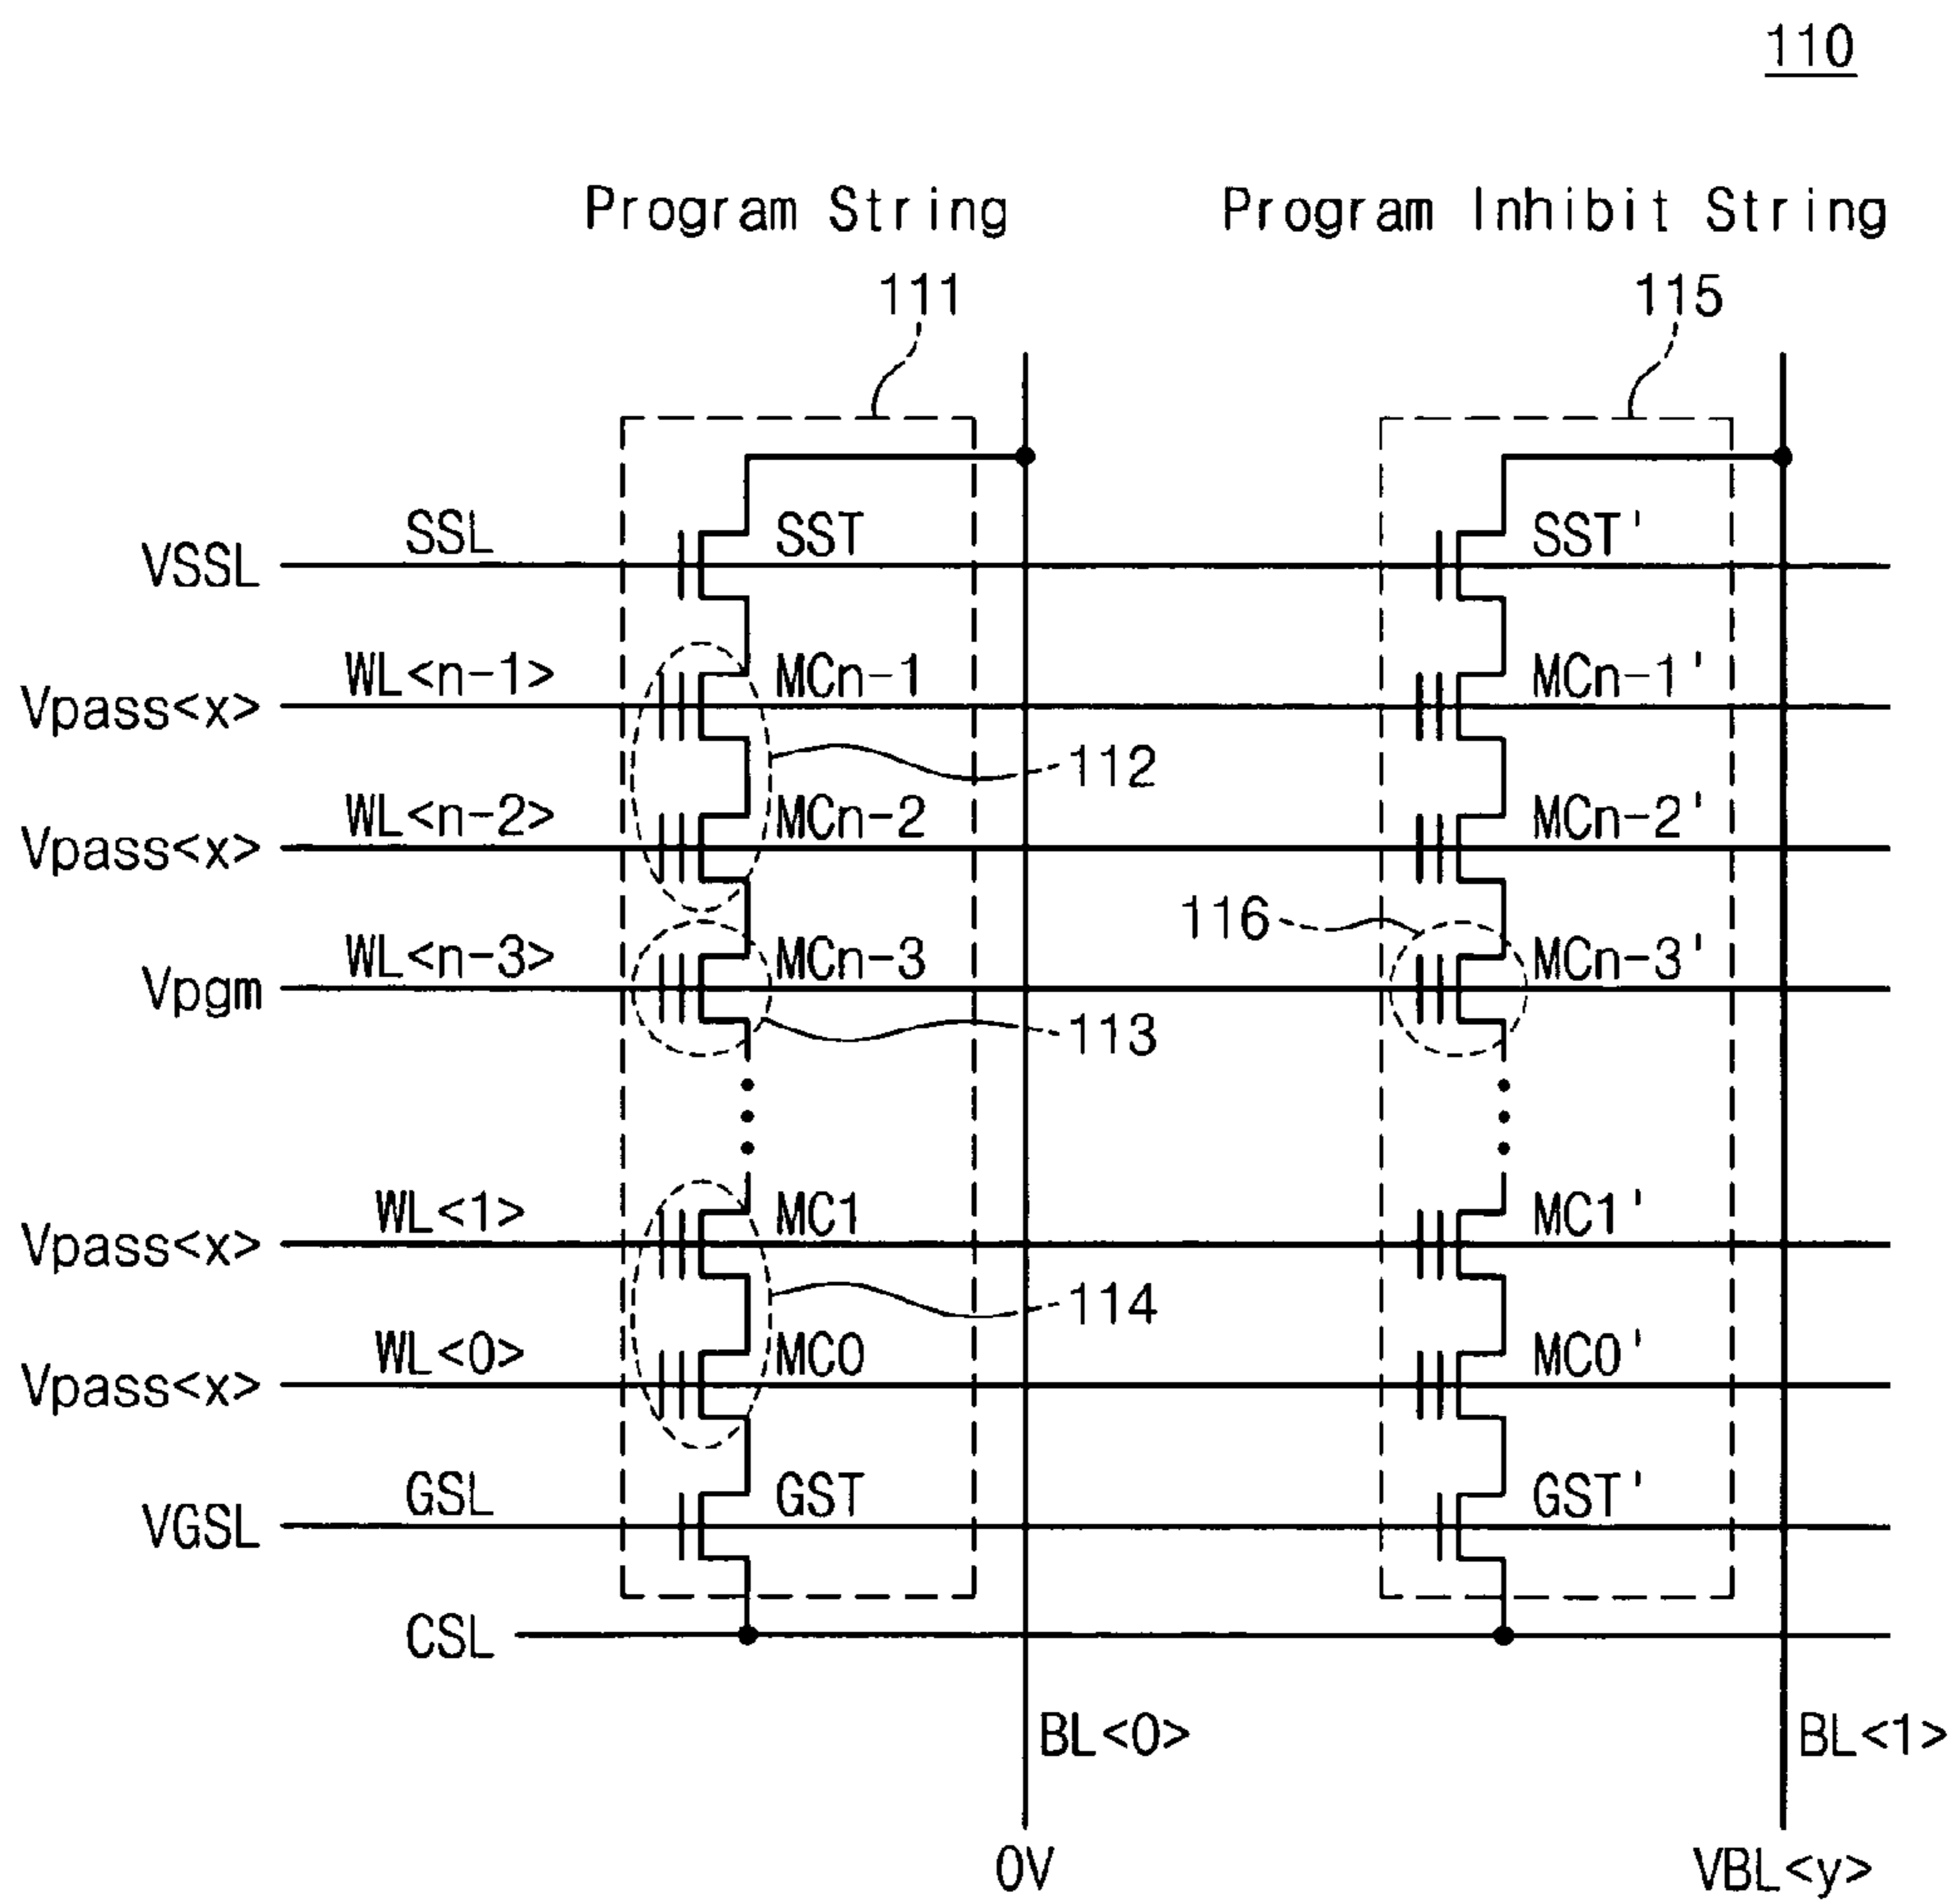 110
Program String
Program Inhibit String
111
115
SSL
SST
SST'
VSSL
WL<n-1>
MCn-1
MCn-1'
Vpass<x>
112
WL<n-2>
MCn-2
MCn-2'
Vpass<x>
116
WL<n-3>
MCn-3
MCn-3'
Vpgm
113
WL<1>
MC1
MC1'
Vpass<x>
114
WL<0>
MC0
MC0'
Vpass<x>
GSL
GST
GST'
VGSL
CSL
BL<0>
BL<1>
0V
VBL<y>